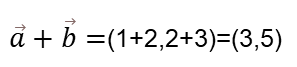 a⃗ + b⃗ =(1+2,2+3)=(3,5)